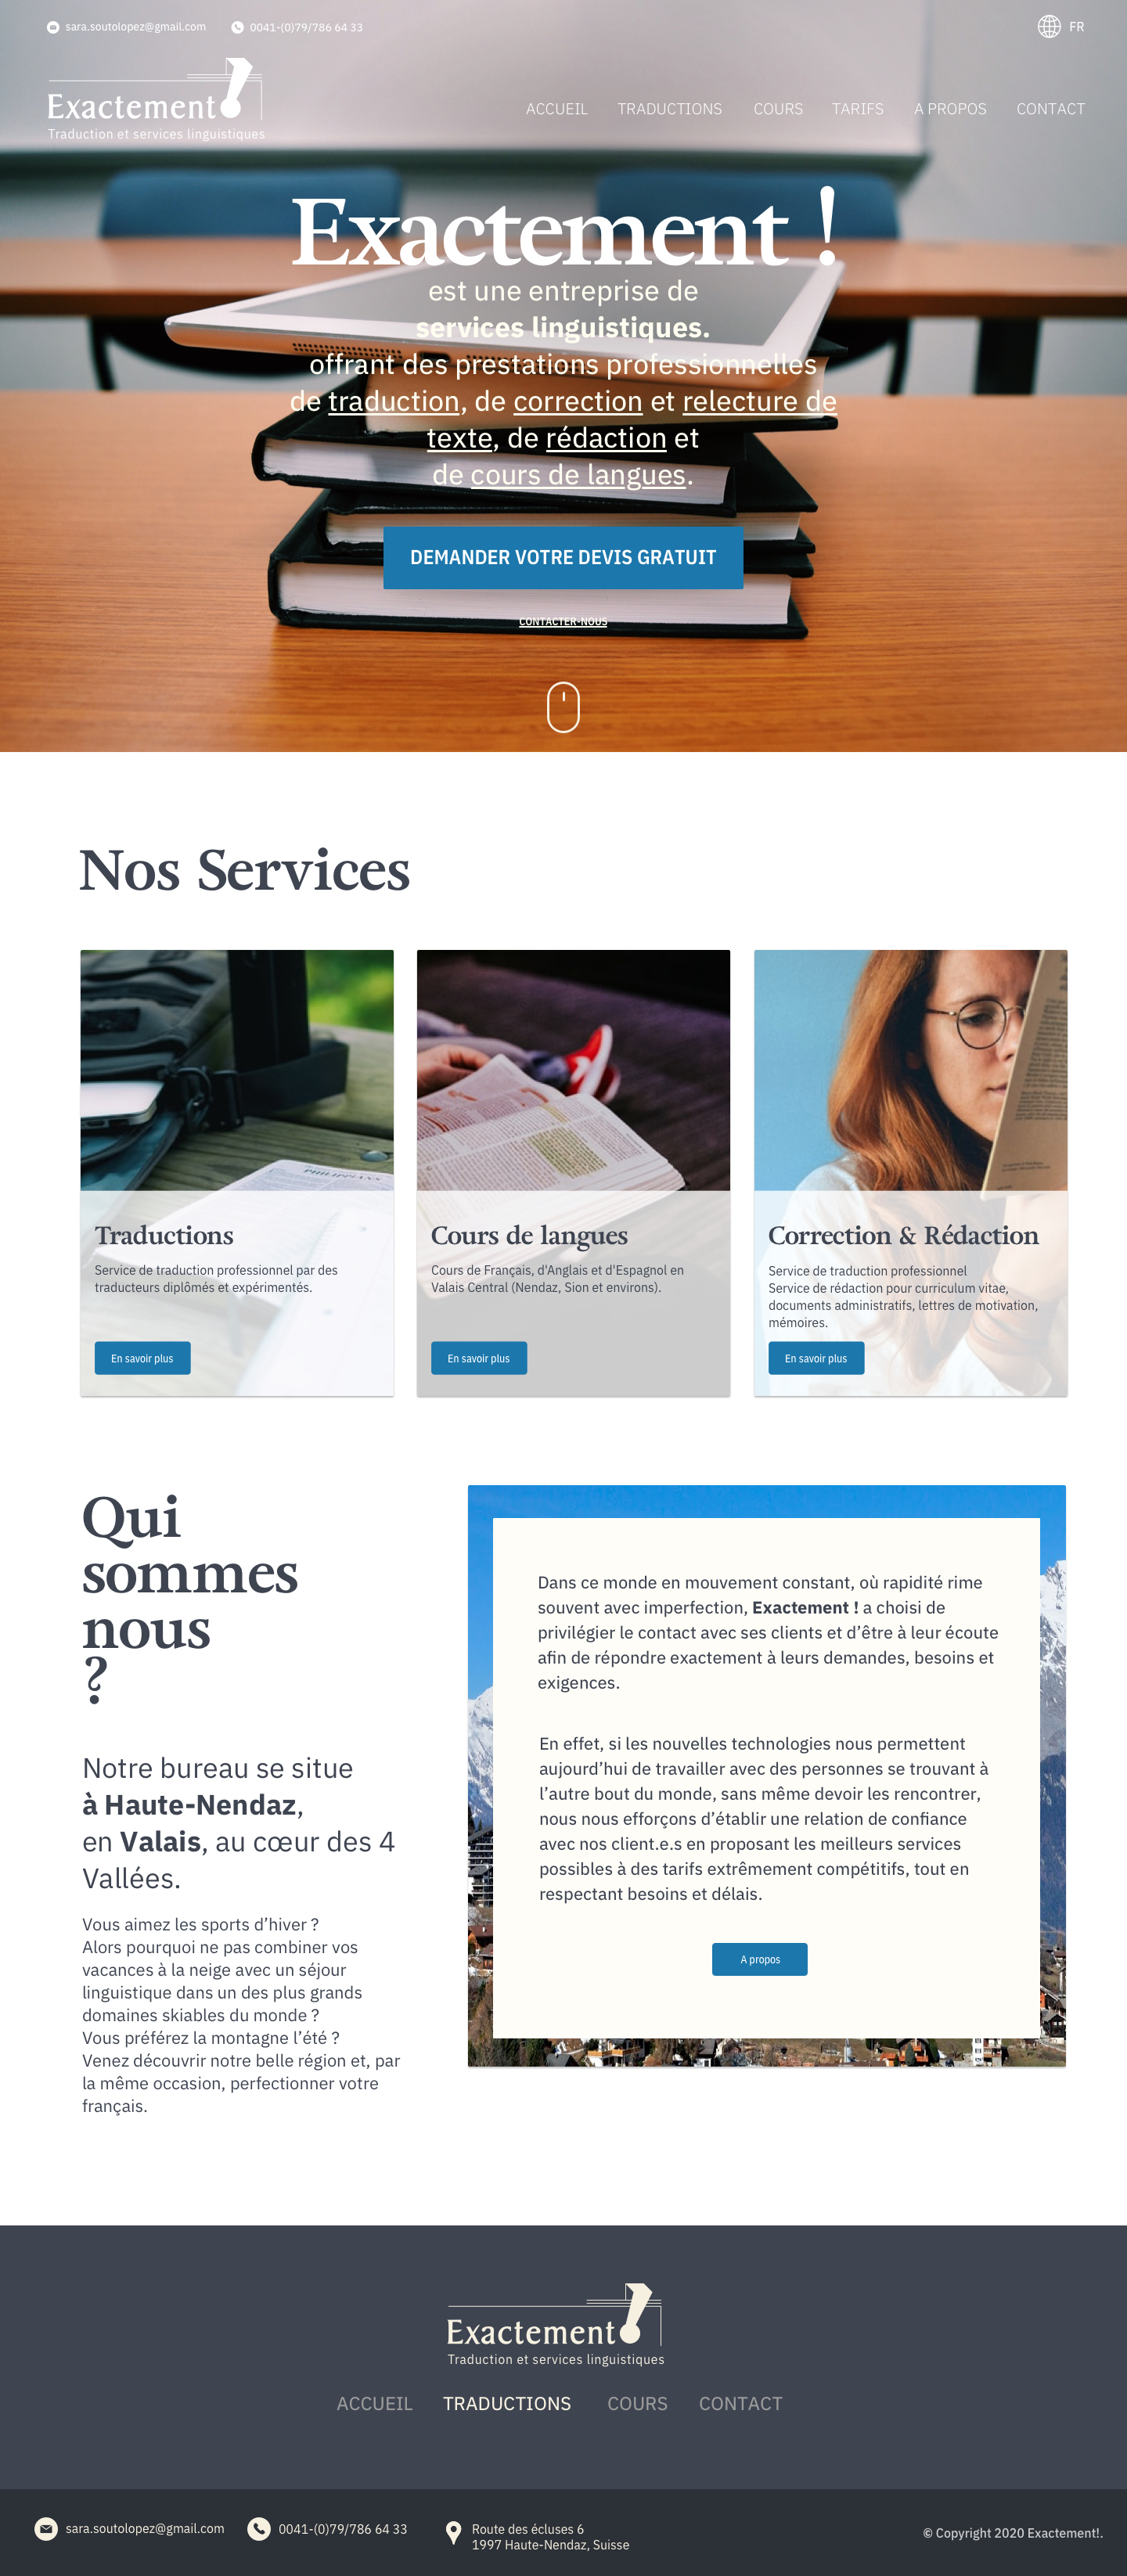 sara.soutolopez@gmail.com
0041-(0)79/786 64 33
FR
Exactement
Traduction et services linguistiques
ACCUEIL
TRADUCTIONS
COURS
TARIFS
A PROPOS
CONTACT
Exactement !
est une entreprise de
services linguistiques.
offrant des prestations professionnelles
de traduction, de correction et relecture de
texte, de rédaction et
de cours de langues.
DEMANDER VOTRE DEVIS GRATUIT
CONTACTER-NOUS
Nos Services
PHILIPPIANS
Traductions
Service de traduction professionnel par des
traducteurs diplômés et expérimentés.
En savoir plus
Cours de langues
Cours de Français, d'Anglais et d'Espagnol en
Valais Central (Nendaz, Sion et environs).
En savoir plus
Correction & Rédaction
Service de traduction professionnel
Service de rédaction pour curriculum vitae,
documents administratifs, lettres de motivation,
mémoires.
En savoir plus
Qui
sommes
nous
?
Notre bureau se situe
à Haute-Nendaz,
en Valais, au cœur des 4
Vallées.
Vous aimez les sports d’hiver ?
Alors pourquoi ne pas combiner vos
vacances à la neige avec un séjour
linguistique dans un des plus grands
domaines skiables du monde ?
Vous préférez la montagne l’été ?
Venez découvrir notre belle région et, par
la même occasion, perfectionner votre
français.
Dans ce monde en mouvement constant, où rapidité rime
souvent avec imperfection, Exactement ! a choisi de
privilégier le contact avec ses clients et d’être à leur écoute
afin de répondre exactement à leurs demandes, besoins et
exigences.
En effet, si les nouvelles technologies nous permettent
aujourd’hui de travailler avec des personnes se trouvant à
l’autre bout du monde, sans même devoir les rencontrer,
nous nous efforçons d’établir une relation de confiance
avec nos client.e.s en proposant les meilleurs services
possibles à des tarifs extrêmement compétitifs, tout en
respectant besoins et délais.
A propos
Exactement
Traduction et services linguistiques
ACCUEIL
TRADUCTIONS
COURS
CONTACT
sara.soutolopez@gmail.com
0041-(0)79/786 64 33
Route des écluses 6
1997 Haute-Nendaz, Suisse
© Copyright 2020 Exactement!.